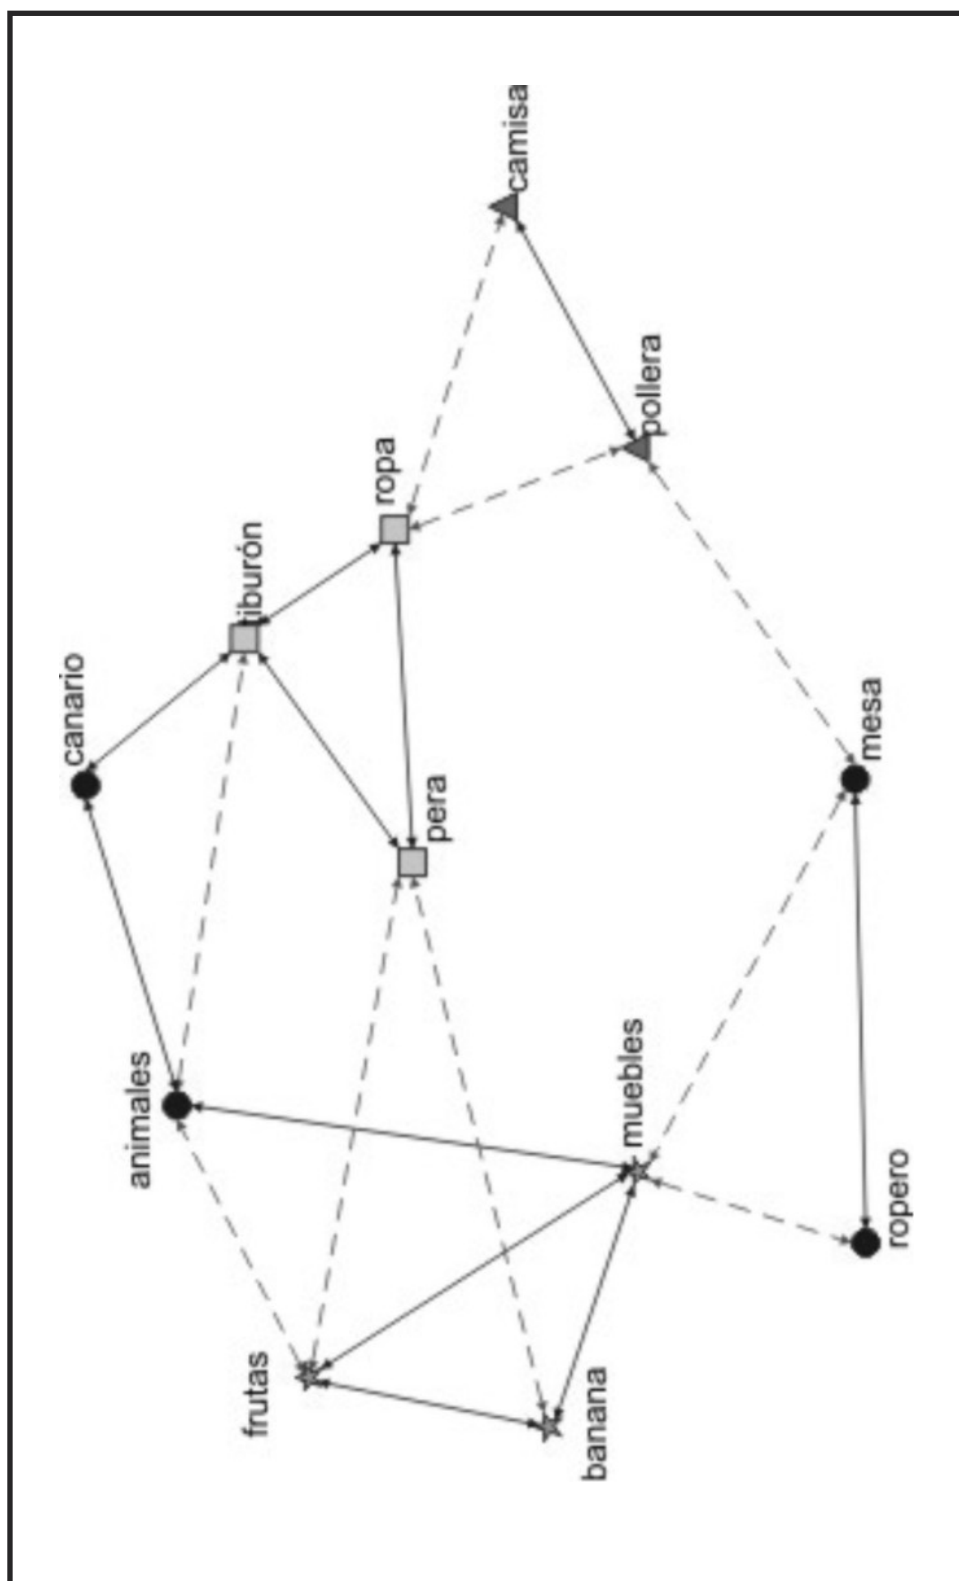 camisa
pollera
ropa
tiburón
canario
pera
mesa
animales
muebles
ropero
frutas
banana